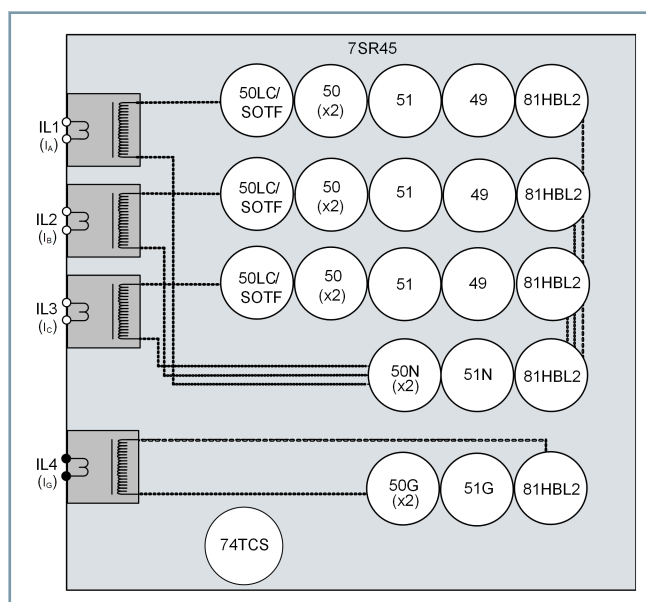 7SR45
IL1
(IA)
50LC/
SOTF
50
(x2)
51
49
81HBL2
IL2
(IB)
50LC/
SOTF
50
(x2)
51
49
81HBL2
IL3
(IC)
50LC/
SOTF
50
(x2)
51
49
81HBL2
50N
(x2)
51N
81HBL2
IL4
(IG)
50G
(x2)
51G
81HBL2
74TCS